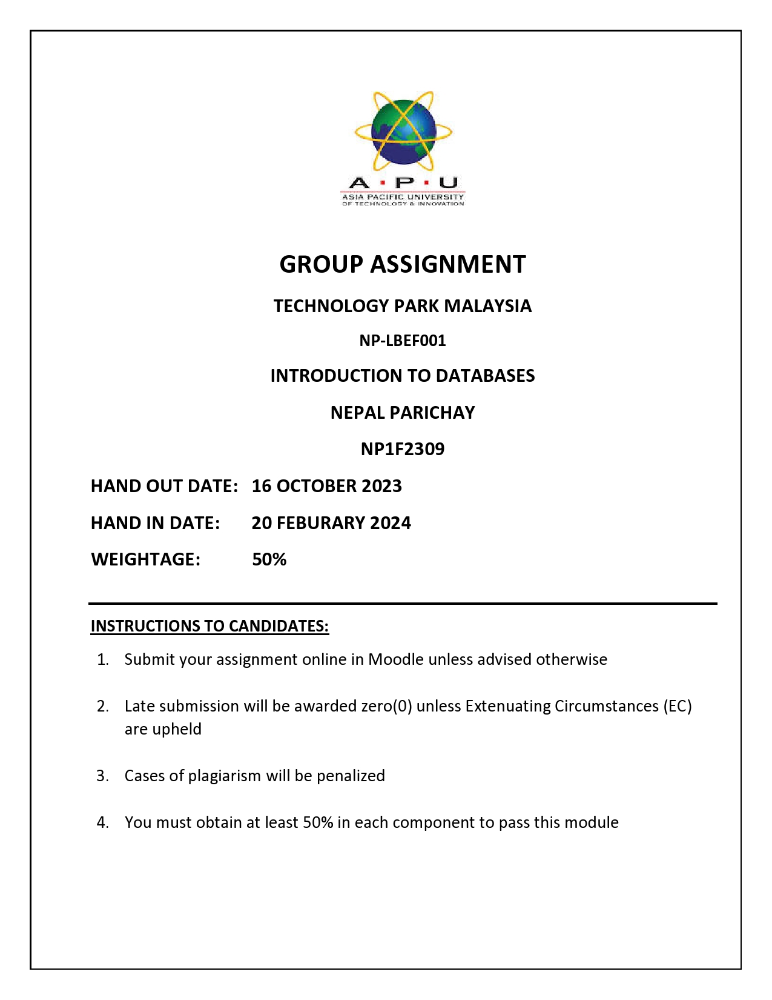 A·P·U
ASIA PACIFIC UNIVERSITY
OF TECHNOLOGY & INNOVATION
GROUP ASSIGNMENT
TECHNOLOGY PARK MALAYSIA
NP-LBEF001
INTRODUCTION TO DATABASES
NEPAL PARICHAY
NP1F2309
HAND OUT DATE: 16 OCTOBER 2023
HAND IN DATE: 20 FEBURARY 2024
WEIGHTAGE: 50%
INSTRUCTIONS TO CANDIDATES:
1. Submit your assignment online in Moodle unless advised otherwise
2. Late submission will be awarded zero(0) unless Extenuating Circumstances (EC)
are upheld
3. Cases of plagiarism will be penalized
4. You must obtain at least 50% in each component to pass this module